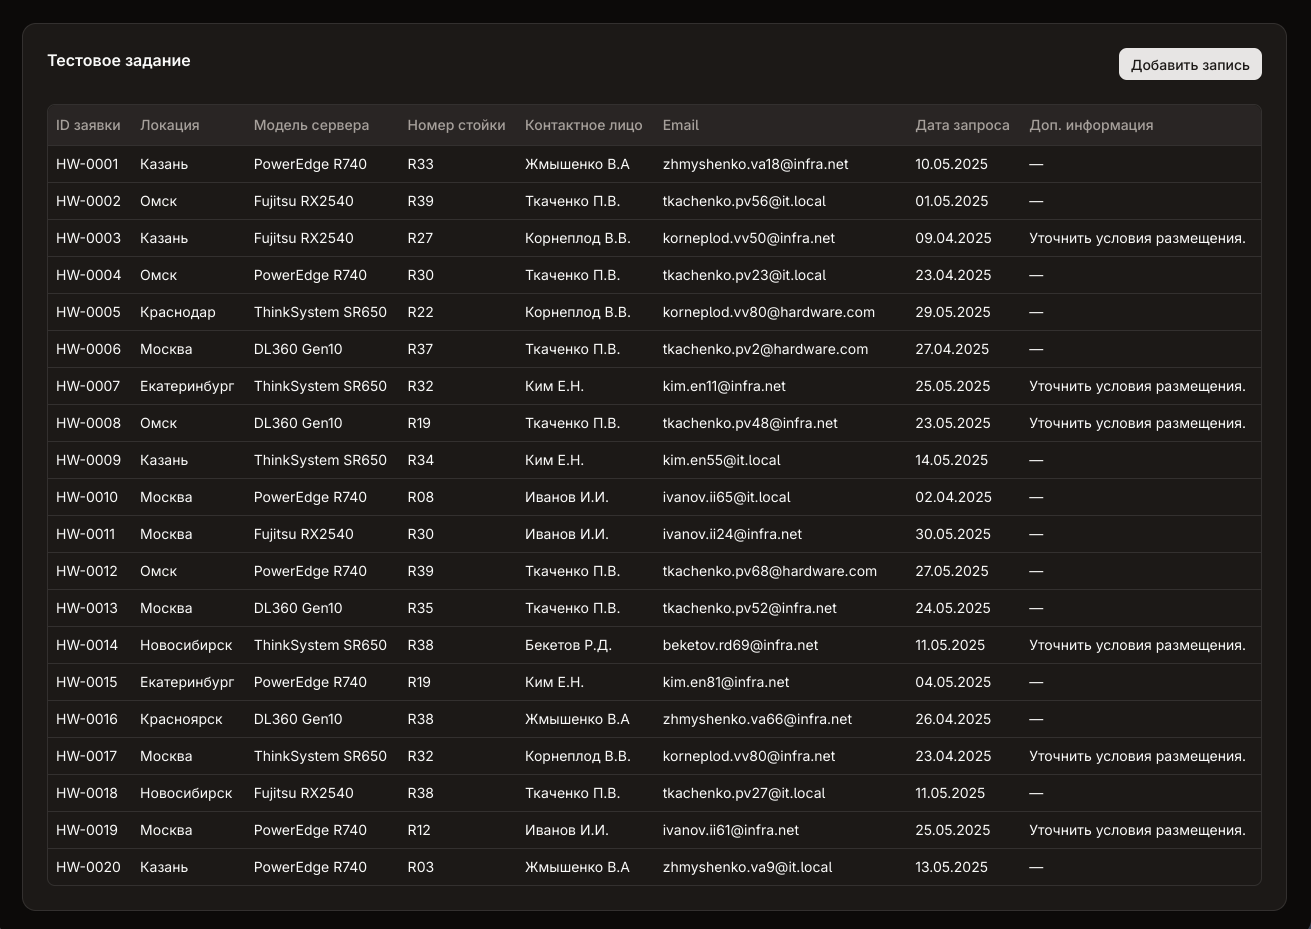 Тестовое задание
Добавить запись
ID заявки Локация Модель сервера Номер стойки Контактное лицо Email Дата запроса Доп. информация
HW-0001 Казань PowerEdge R740 R33 Жмышенко В.А zhmyshenko.va18@infra.net 10.05.2025 —
HW-0002 Омск Fujitsu RX2540 R39 Ткаченко П.В. tkachenko.pv56@it.local 01.05.2025 —
HW-0003 Казань Fujitsu RX2540 R27 Корнеплод В.В. korneplod.vv50@infra.net 09.04.2025 Уточнить условия размещения.
HW-0004 Омск PowerEdge R740 R30 Ткаченко П.В. tkachenko.pv23@it.local 23.04.2025 —
HW-0005 Краснодар ThinkSystem SR650 R22 Корнеплод В.В. korneplod.vv80@hardware.com 29.05.2025 —
HW-0006 Москва DL360 Gen10 R37 Ткаченко П.В. tkachenko.pv2@hardware.com 27.04.2025 —
HW-0007 Екатеринбург ThinkSystem SR650 R32 Ким Е.Н. kim.en11@infra.net 25.05.2025 Уточнить условия размещения.
HW-0008 Омск DL360 Gen10 R19 Ткаченко П.В. tkachenko.pv48@infra.net 23.05.2025 Уточнить условия размещения.
HW-0009 Казань ThinkSystem SR650 R34 Ким Е.Н. kim.en55@it.local 14.05.2025 —
HW-0010 Москва PowerEdge R740 R08 Иванов И.И. ivanov.ii65@it.local 02.04.2025 —
HW-0011 Москва Fujitsu RX2540 R30 Иванов И.И. ivanov.ii24@infra.net 30.05.2025 —
HW-0012 Омск PowerEdge R740 R39 Ткаченко П.В. tkachenko.pv68@hardware.com 27.05.2025 —
HW-0013 Москва DL360 Gen10 R35 Ткаченко П.В. tkachenko.pv52@infra.net 24.05.2025 —
HW-0014 Новосибирск ThinkSystem SR650 R38 Бекетов Р.Д. beketov.rd69@infra.net 11.05.2025 Уточнить условия размещения.
HW-0015 Екатеринбург PowerEdge R740 R19 Ким Е.Н. kim.en81@infra.net 04.05.2025 —
HW-0016 Красноярск DL360 Gen10 R38 Жмышенко В.А zhmyshenko.va66@infra.net 26.04.2025 —
HW-0017 Москва ThinkSystem SR650 R32 Корнеплод В.В. korneplod.vv80@infra.net 23.04.2025 Уточнить условия размещения.
HW-0018 Новосибирск Fujitsu RX2540 R38 Ткаченко П.В. tkachenko.pv27@it.local 11.05.2025 —
HW-0019 Москва PowerEdge R740 R12 Иванов И.И. ivanov.ii61@infra.net 25.05.2025 Уточнить условия размещения.
HW-0020 Казань PowerEdge R740 R03 Жмышенко В.А zhmyshenko.va9@it.local 13.05.2025 —